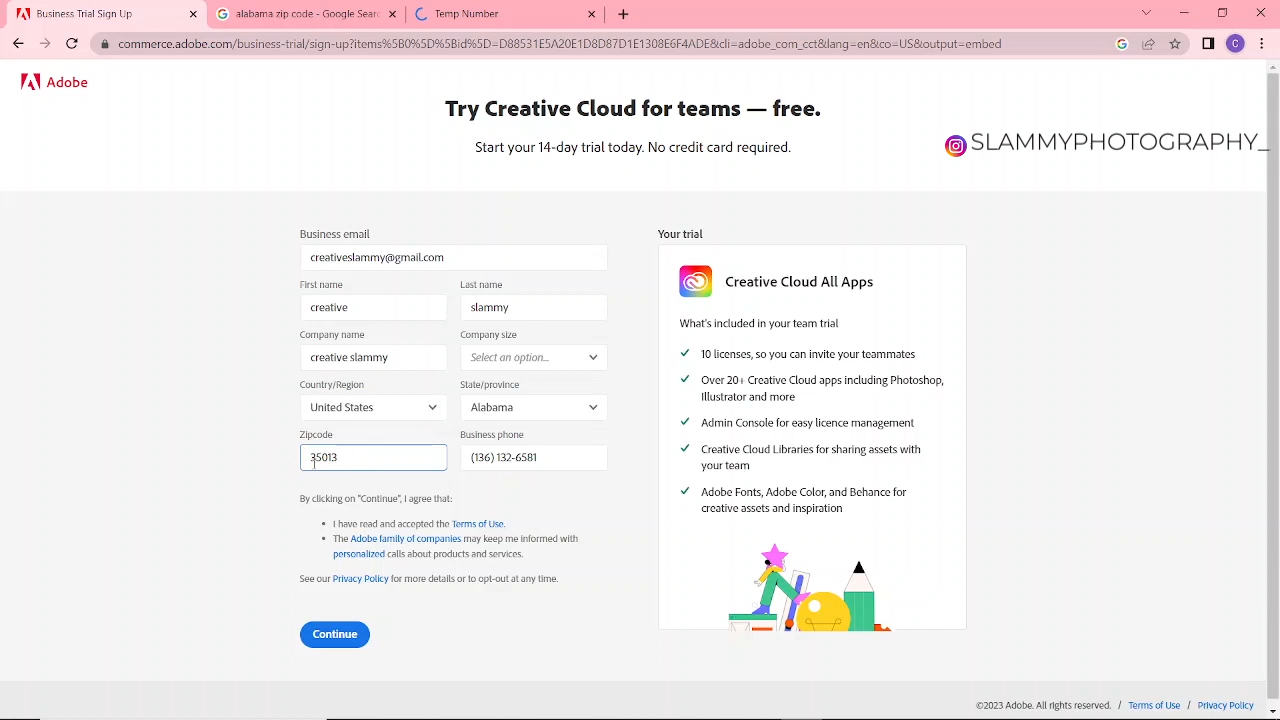 Business Trial Sign Up
alabama zip code - Google Sear
Temp Number
commerce.adobe.com/business-trial/sign-up?items%5B0%5D%5Bid%5D=D8531E5A20E1D8D87D1E1308E6F4ADE&cli=adobe_com_cct&lang=en&co=US&output=embed
C
Adobe
Try Creative Cloud for teams — free.
Start your 14-day trial today. No credit card required.
SLAMMYPHOTOGRAPHY_
Business email
creativeslammy@gmail.com
First name
Last name
creative
slammy
Company name
Company size
creative slammy
Select an option...
Country/Region
State/province
United States
Alabama
Zipcode
Business phone
35013
(136) 132-6581
By clicking on "Continue", I agree that:
• I have read and accepted the Terms of Use.
• The Adobe family of companies may keep me informed with
personalized calls about products and services.
See our Privacy Policy for more details or to opt-out at any time.
Continue
Your trial
Creative Cloud All Apps
What's included in your team trial
10 licenses, so you can invite your teammates
Over 20+ Creative Cloud apps including Photoshop,
Illustrator and more
Admin Console for easy licence management
Creative Cloud Libraries for sharing assets with
your team
Adobe Fonts, Adobe Color, and Behance for
creative assets and inspiration
©2023 Adobe. All rights reserved. / Terms of Use / Privacy Policy